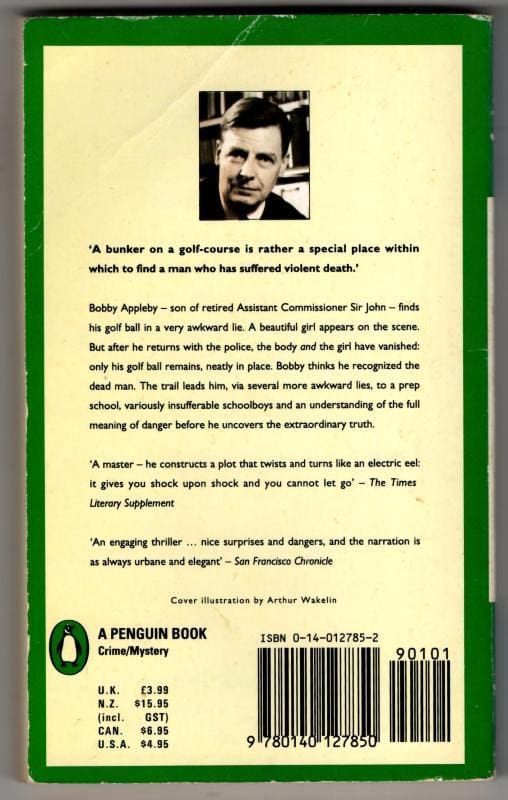 ‘A bunker on a golf-course is rather a special place within
which to find a man who has suffered violent death.’
Bobby Appleby – son of retired Assistant Commissioner Sir John – finds
his golf ball in a very awkward lie. A beautiful girl appears on the scene.
But after he returns with the police, the body and the girl have vanished:
only his golf ball remains, neatly in place. Bobby thinks he recognized the
dead man. The trail leads him, via several more awkward lies, to a prep
school, variously insufferable schoolboys and an understanding of the full
meaning of danger before he uncovers the extraordinary truth.
‘A master – he constructs a plot that twists and turns like an electric eel:
it gives you shock upon shock and you cannot let go’ – The Times
Literary Supplement
‘An engaging thriller ... nice surprises and dangers, and the narration is
as always urbane and elegant’ – San Francisco Chronicle
Cover illustration by Arthur Wakelin
A PENGUIN BOOK
Crime/Mystery
U.K. £3.99
N.Z. $15.95
(incl. GST)
CAN. $6.95
U.S.A. $4.95
ISBN 0-14-012785-2
90101
9 780140 127850